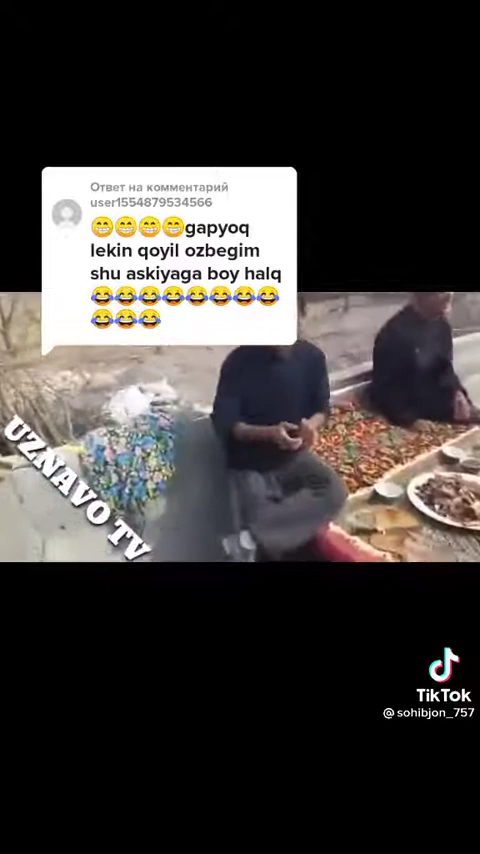 Ответ на комментарий
user1554879534566
😁😁😁😁gapyoq
lekin qoyil ozbegim
shu askiyaga boy halq
😂😂😂😂😂😂😂😂
😂😂😂
UZNAVO TV
TikTok
@sohibjon_757